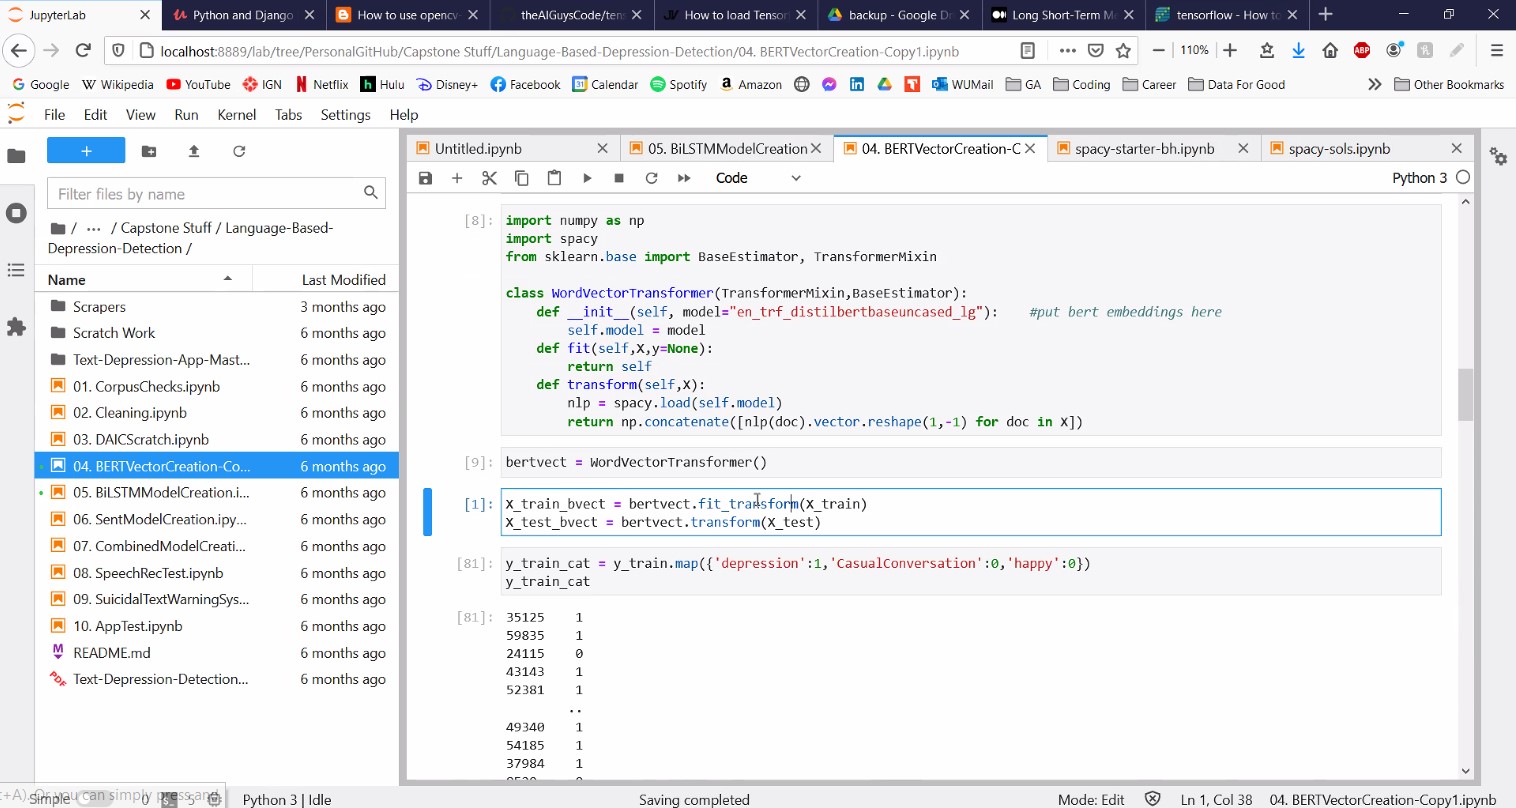 JupyterLab
Python and Django
How to use opencv-
theAIGuysCode/ten
How to load Tensor
backup - Google Dr
Long Short-Term Me
tensorflow - How to
localhost:8889/lab/tree/PersonalGitHub/Capstone Stuff/Language-Based-Depression-Detection/04. BERTVectorCreation-Copy1.ipynb
110%
ABP
Google
Wikipedia
YouTube
IGN
Netflix
Hulu
Disney+
Facebook
Calendar
Spotify
Amazon
WUMail
GA
Coding
Career
Data For Good
Other Bookmarks
File Edit View Run Kernel Tabs Settings Help
Untitled.ipynb
05. BiLSTMModelCreation
04. BERTVectorCreation-C
spacy-starter-bh.ipynb
spacy-sols.ipynb
Code
Python 3
Filter files by name
/ ··· / Capstone Stuff / Language-Based-
Depression-Detection /
Name Last Modified
Scrapers 3 months ago
Scratch Work 6 months ago
Text-Depression-App-Mast... 6 months ago
01. CorpusChecks.ipynb 6 months ago
02. Cleaning.ipynb 6 months ago
03. DAICScratch.ipynb 6 months ago
04. BERTVectorCreation-Co... 6 months ago
05. BiLSTMModelCreation.i... 6 months ago
06. SentModelCreation.ipy... 6 months ago
07. CombinedModelCreati... 6 months ago
08. SpeechRecTest.ipynb 6 months ago
09. SuicidalTextWarningSys... 6 months ago
10. AppTest.ipynb 6 months ago
README.md 6 months ago
Text-Depression-Detection... 6 months ago
[8]: import numpy as np
import spacy
from sklearn.base import BaseEstimator, TransformerMixin
class WordVectorTransformer(TransformerMixin,BaseEstimator):
def __init__(self, model="en_trf_distilbertbaseuncased_lg"): #put bert embeddings here
self.model = model
def fit(self,X,y=None):
return self
def transform(self,X):
nlp = spacy.load(self.model)
return np.concatenate([nlp(doc).vector.reshape(1,-1) for doc in X])
[9]: bertvect = WordVectorTransformer()
[1]: X_train_bvect = bertvect.fit_transform(X_train)
X_test_bvect = bertvect.transform(X_test)
[81]: y_train_cat = y_train.map({'depression':1,'CasualConversation':0,'happy':0})
y_train_cat
[81]: 35125 1
59835 1
24115 0
43143 1
52381 1
..
49340 1
54185 1
37984 1
Simple 0 5 Python 3 | Idle Saving completed Mode: Edit Ln 1, Col 38 04. BERTVectorCreation-Copy1.ipynb